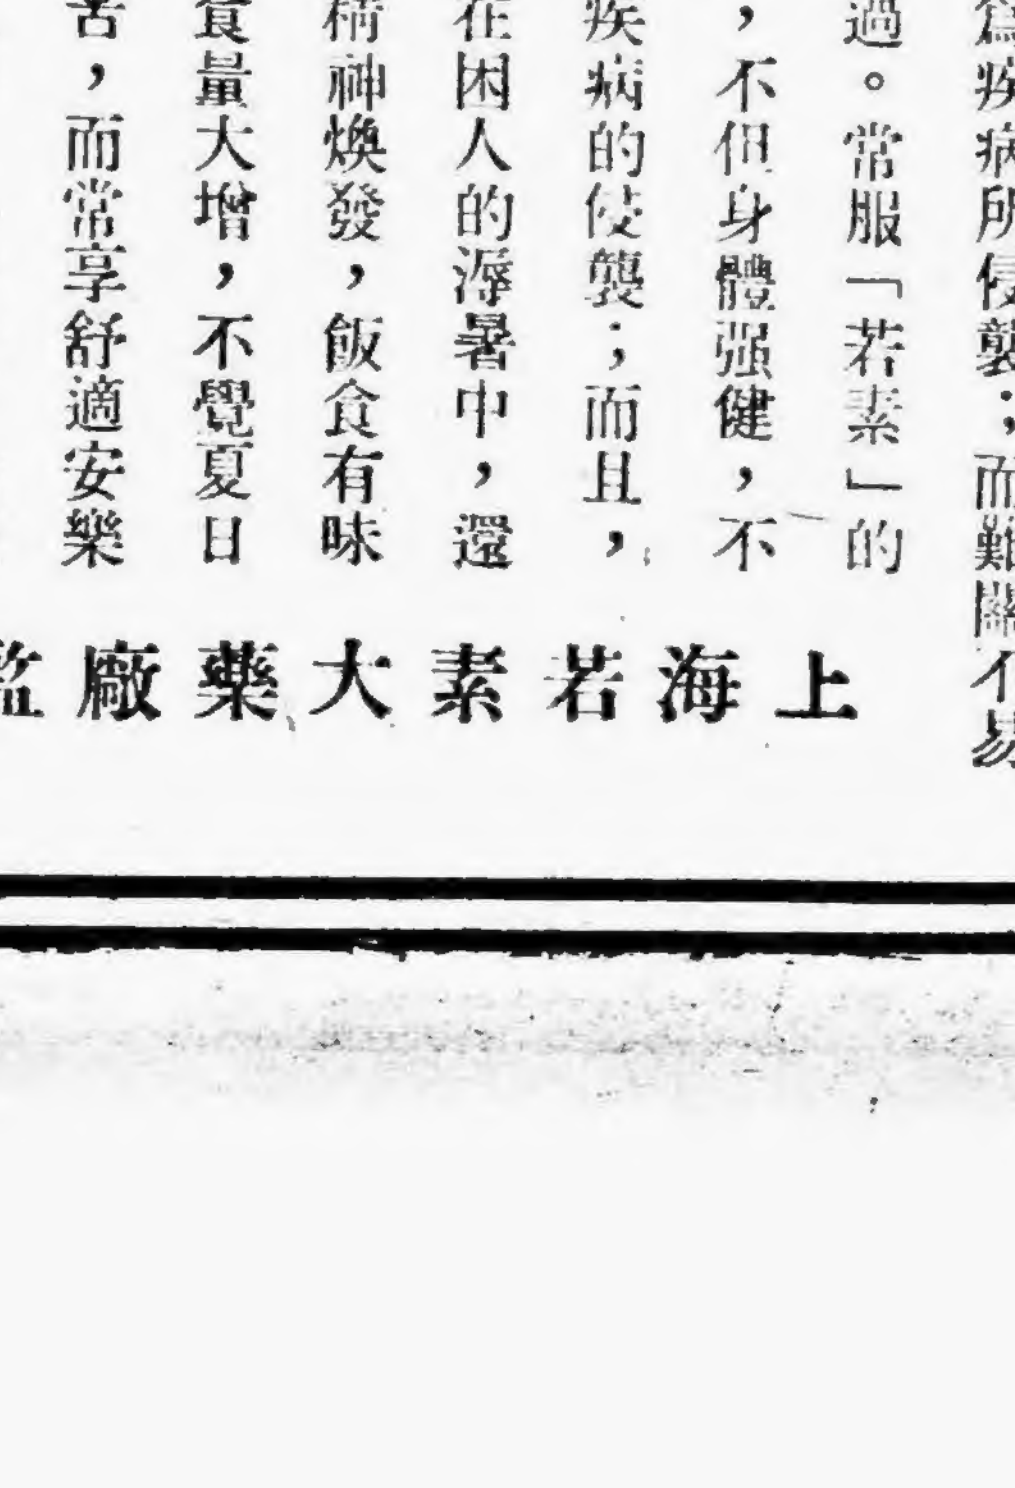 爲疾病所侵襲；而難關不易
過。常服「若素」的
，不但身體强健，不
疾病的侵襲；而且，
在困人的溽暑中，還
精神煥發，飯食有味
食量大增，不覺夏日
苦，而常享舒適安樂
上海若素大藥廠監